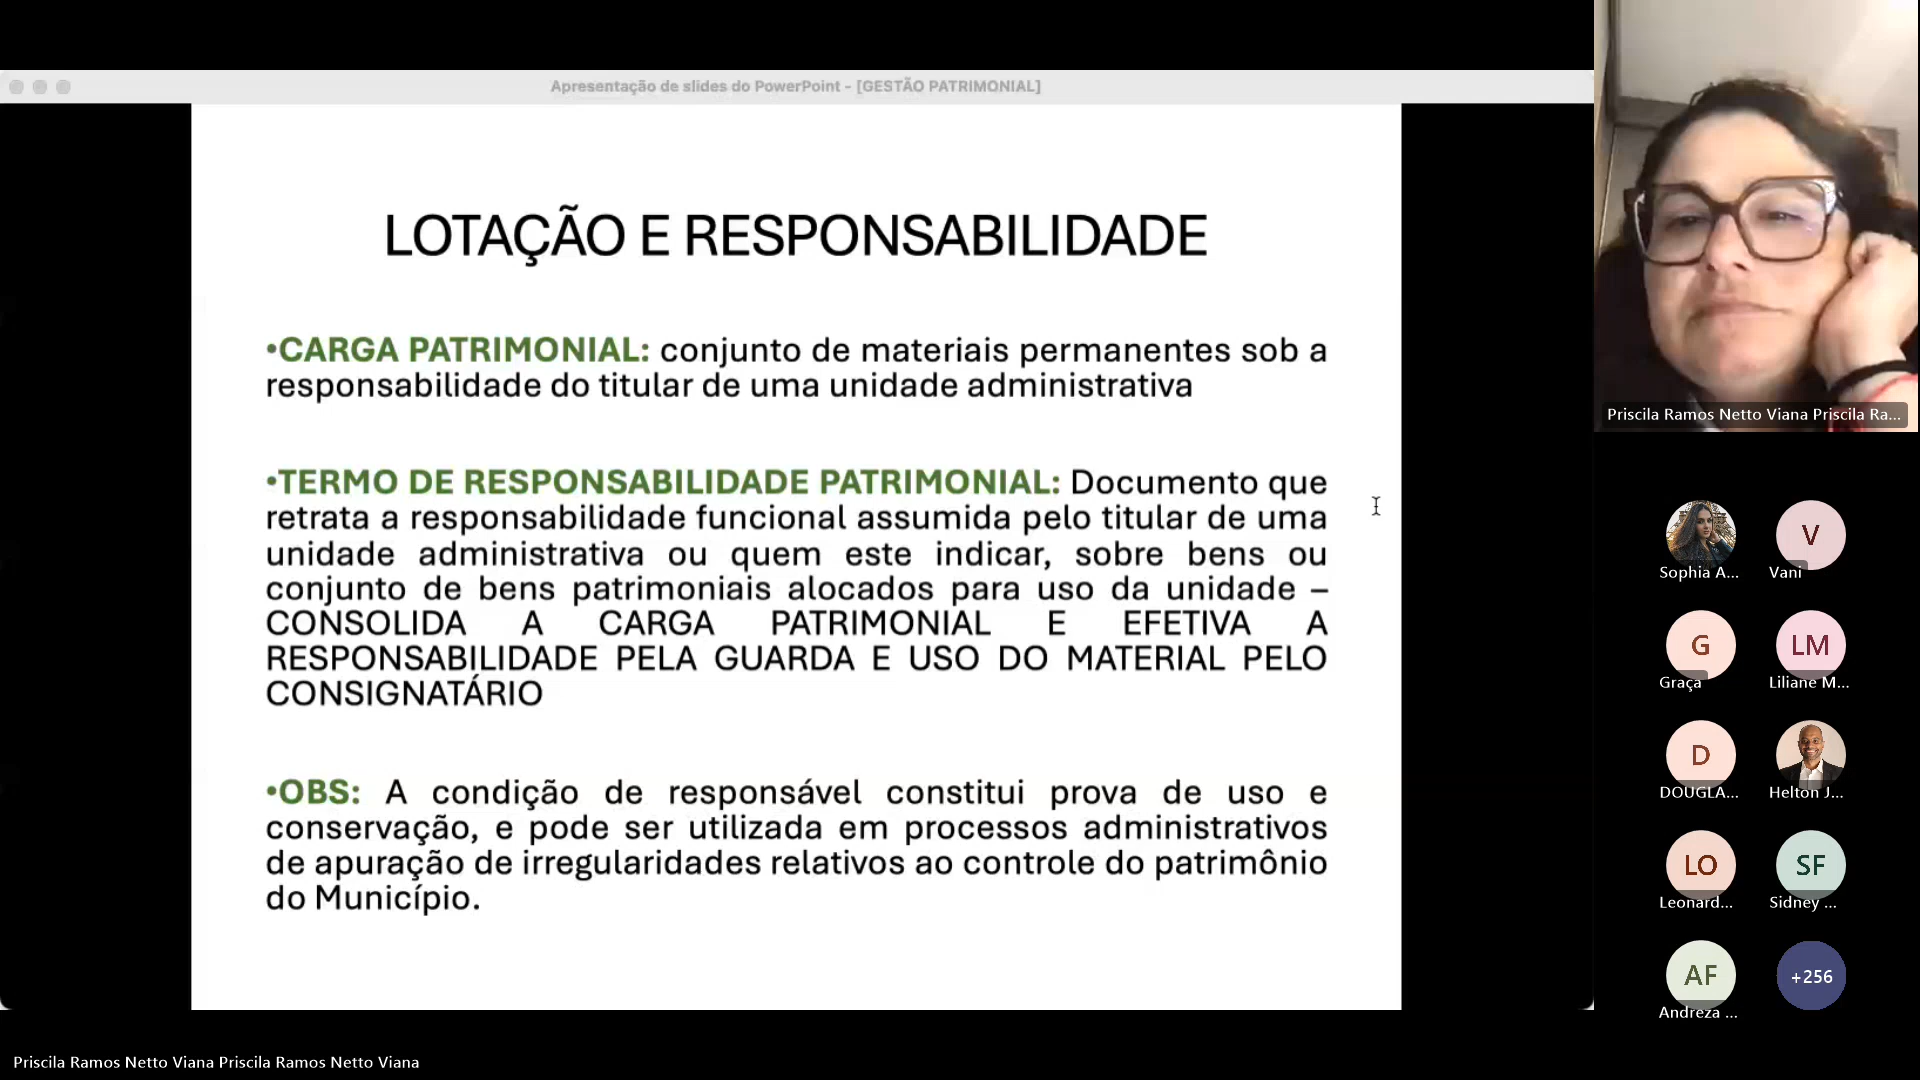 Apresentação de slides do PowerPoint - [GESTÃO PATRIMONIAL]
LOTAÇÃO E RESPONSABILIDADE
•CARGA PATRIMONIAL: conjunto de materiais permanentes sob a
responsabilidade do titular de uma unidade administrativa
•TERMO DE RESPONSABILIDADE PATRIMONIAL: Documento que
retrata a responsabilidade funcional assumida pelo titular de uma
unidade administrativa ou quem este indicar, sobre bens ou
conjunto de bens patrimoniais alocados para uso da unidade –
CONSOLIDA A CARGA PATRIMONIAL E EFETIVA A
RESPONSABILIDADE PELA GUARDA E USO DO MATERIAL PELO
CONSIGNATÁRIO
•OBS: A condição de responsável constitui prova de uso e
conservação, e pode ser utilizada em processos administrativos
de apuração de irregularidades relativos ao controle do patrimônio
do Município.
Priscila Ramos Netto Viana Priscila Ra...
Sophia A...
V
Vani
G
Graça
LM
Liliane M...
D
DOUGLA...
Helton J...
LO
Leonard...
SF
Sidney ...
AF
Andreza ...
+256
Priscila Ramos Netto Viana Priscila Ramos Netto Viana